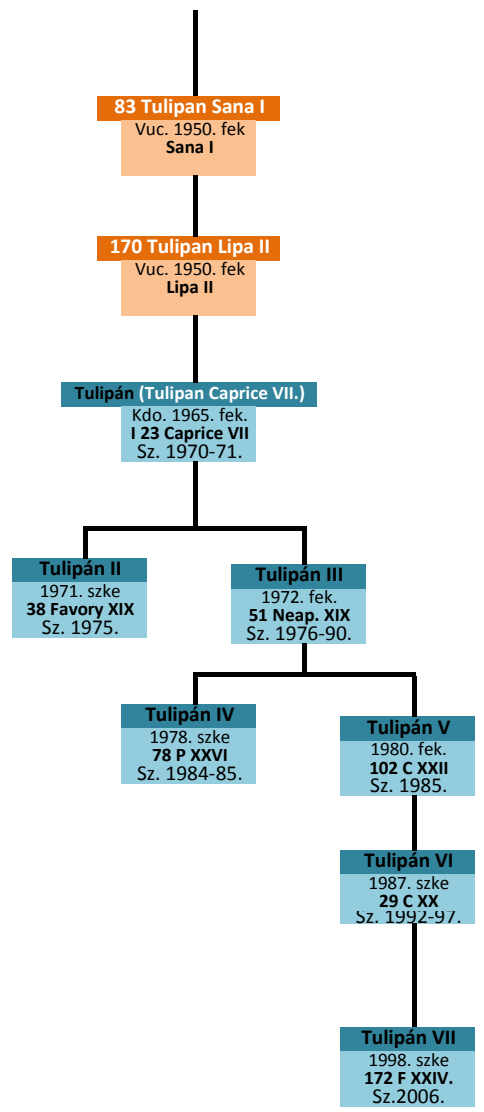 83 Tulipan Sana I
Vuc. 1950. fek
Sana I
170 Tulipan Lipa II
Vuc. 1950. fek
Lipa II
Tulipán (Tulipan Caprice VII.)
Kdo. 1965. fek.
I 23 Caprice VII
Sz. 1970-71.
Tulipán II
1971. szke
38 Favory XIX
Sz. 1975.
Tulipán III
1972. fek.
51 Neap. XIX
Sz. 1976-90.
Tulipán IV
1978. szke
78 P XXVI
Sz. 1984-85.
Tulipán V
1980. fek.
102 C XXII
Sz. 1985.
Tulipán VI
1987. szke
29 C XX
Sz. 1992-97.
Tulipán VII
1998. szke
172 F XXIV.
Sz.2006.